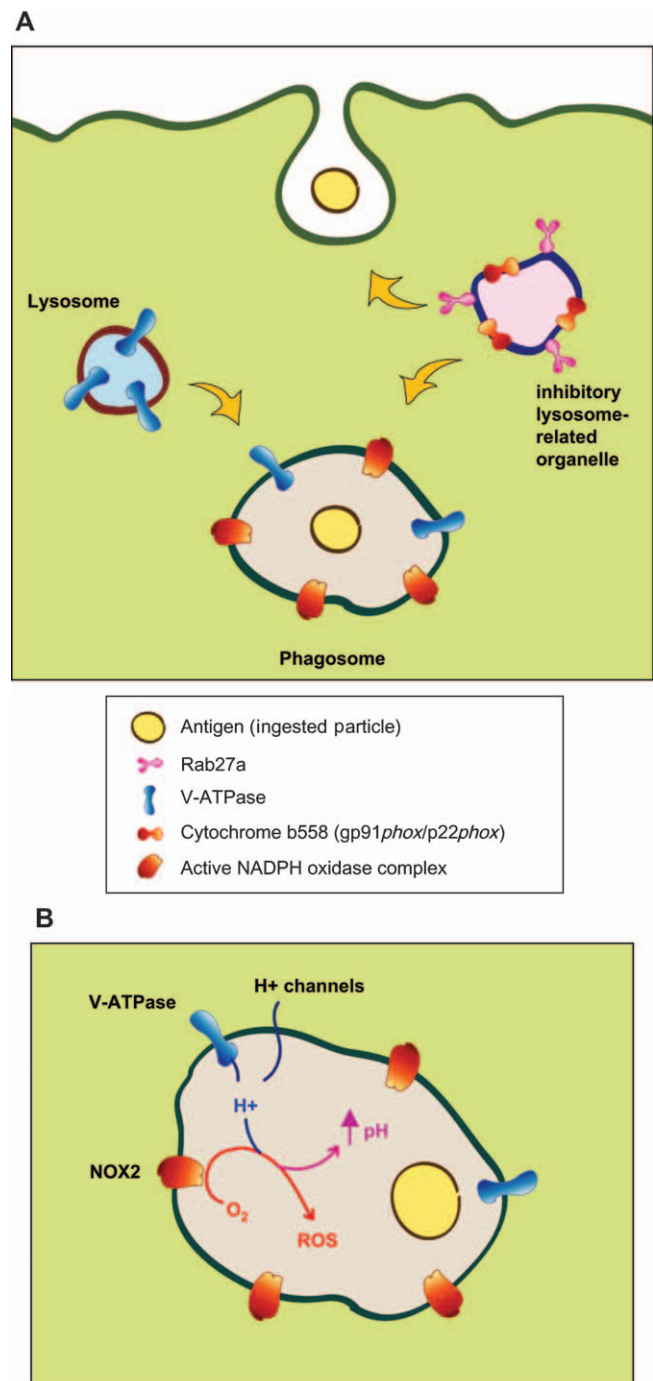 A
Lysosome
inhibitory
lysosome-
related
organelle
Phagosome
Antigen (ingested particle)
Rab27a
V-ATPase
Cytochrome b558 (gp91phox/p22phox)
Active NADPH oxidase complex
B
H+ channels
V-ATPase
H+
pH
NOX2
O2
ROS